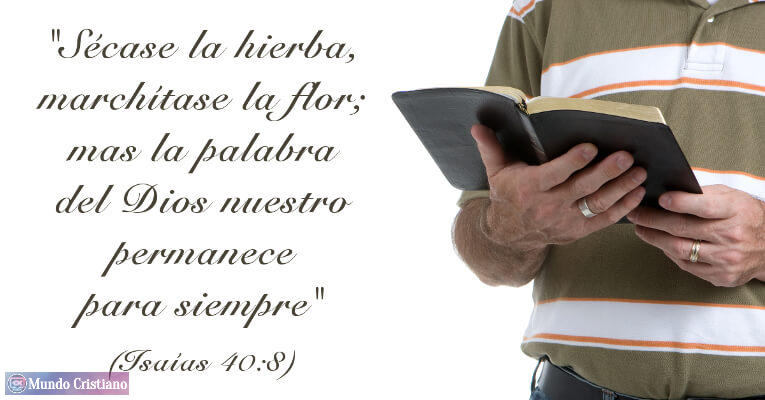 "Sécase la hierba,
marchítase la flor;
mas la palabra
del Dios nuestro
permanece
para siempre"
(Isaías 40:8)
Mundo Cristiano